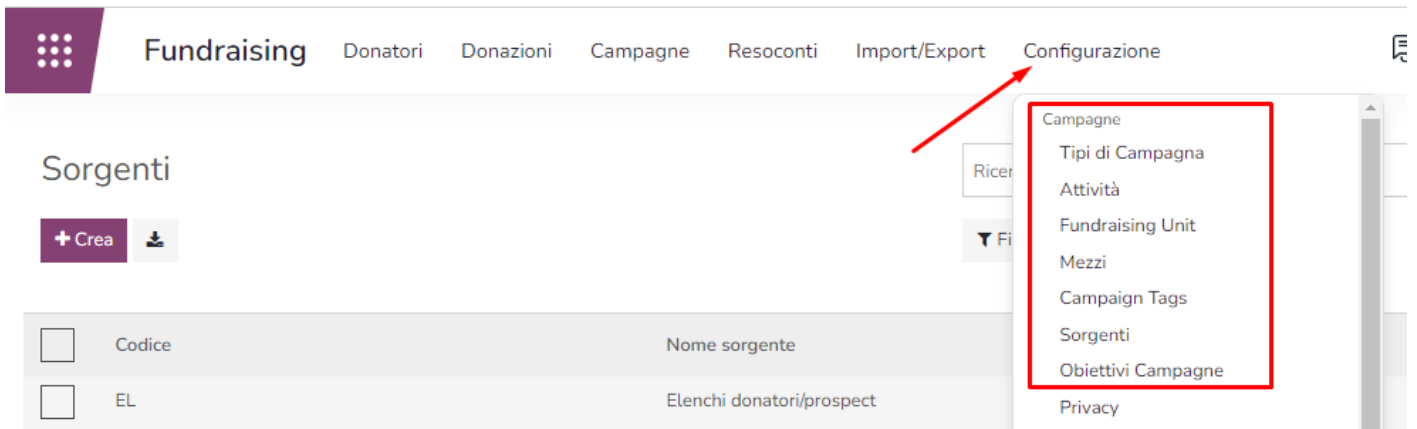 Fundraising Donatori Donazioni Campagne Resoconti Import/Export Configurazione
Sorgenti
Crea
Campagne
Tipi di Campagna
Attività
Fundraising Unit
Mezzi
Campaign Tags
Sorgenti
Obiettivi Campagne
Privacy
Codice Nome sorgente
EL Elenchi donatori/prospect